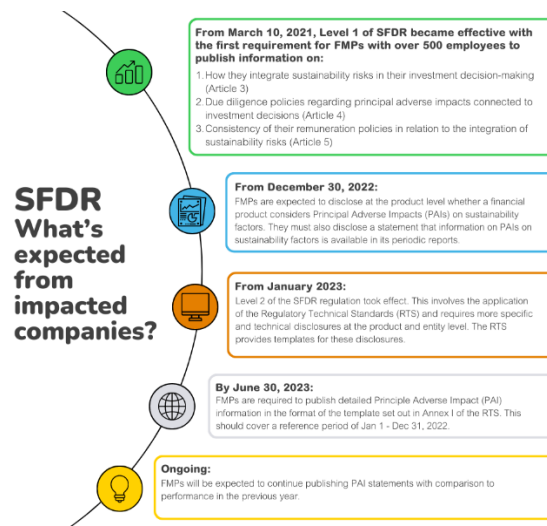 SFDR
What's
expected
from
impacted
companies?
From March 10, 2021, Level 1 of SFDR became effective with
the first requirement for FMPs with over 500 employees to
publish information on:
1. How they integrate sustainability risks in their investment decision-making
(Article 3)
2. Due diligence policies regarding principal adverse impacts connected to
investment decisions (Article 4)
3. Consistency of their remuneration policies in relation to the integration of
sustainability risks (Article 5)
From December 30, 2022:
FMPs are expected to disclose at the product level whether a financial
product considers Principal Adverse Impacts (PAIs) on sustainability
factors. They must also disclose a statement that information on PAIs on
sustainability factors is available in its periodic reports.
From January 2023:
Level 2 of the SFDR regulation took effect. This involves the application
of the Regulatory Technical Standards (RTS) and requires more specific
and technical disclosures at the product and entity level. The RTS
provides templates for these disclosures.
By June 30, 2023:
FMPs are required to publish detailed Principle Adverse Impact (PAI)
information in the format of the template set out in Annex I of the RTS. This
should cover a reference period of Jan 1 - Dec 31, 2022.
Ongoing:
FMPs will be expected to continue publishing PAI statements with comparison to
performance in the previous year.